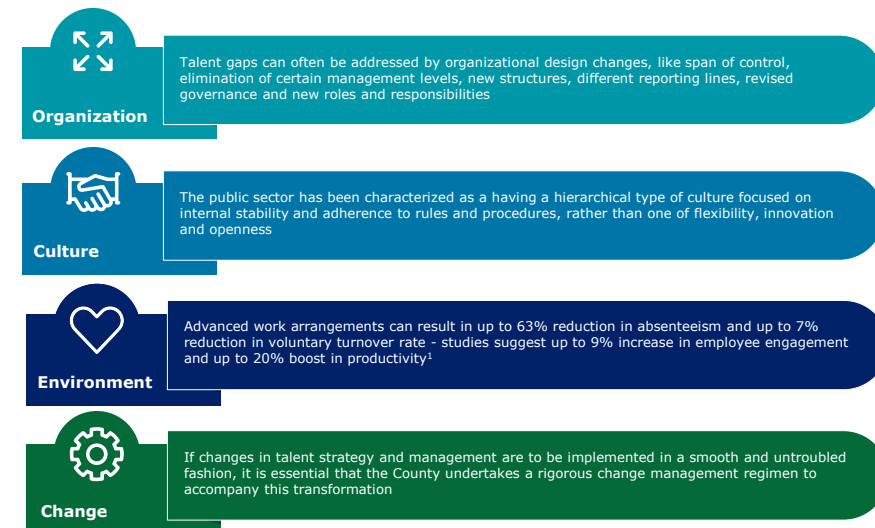 Organization
Talent gaps can often be addressed by organizational design changes, like span of control,
elimination of certain management levels, new structures, different reporting lines, revised
governance and new roles and responsibilities
Culture
The public sector has been characterized as a having a hierarchical type of culture focused on
internal stability and adherence to rules and procedures, rather than one of flexibility, innovation
and openness
Environment
Advanced work arrangements can result in up to 63% reduction in absenteeism and up to 7%
reduction in voluntary turnover rate - studies suggest up to 9% increase in employee engagement
and up to 20% boost in productivity¹
Change
If changes in talent strategy and management are to be implemented in a smooth and untroubled
fashion, it is essential that the County undertakes a rigorous change management regimen to
accompany this transformation